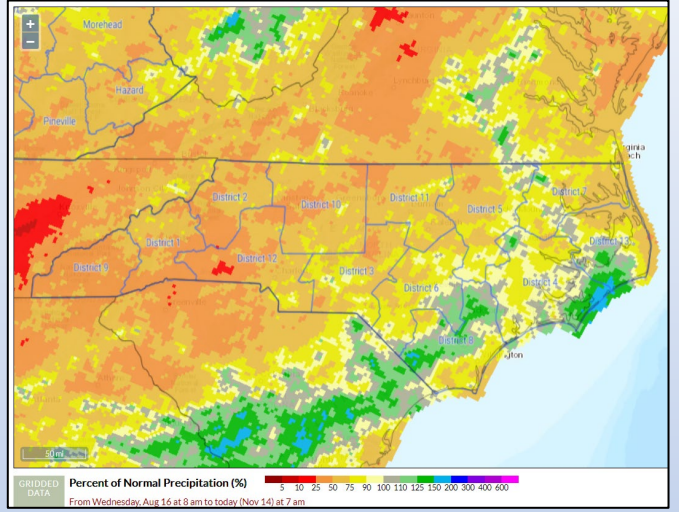 +
Morehead
−
Hazard
Pineville
ginia
ch
District 2
District 10
District 11
District 5
District 7
District 1
District 13
District 9
District 12
District 3
District 6
District 4
District 8
gton
50 mi
GRIDDED
DATA
Percent of Normal Precipitation (%)
5 10 25 50 75 90 100 110 125 150 200 300 400 600
From Wednesday, Aug 16 at 8 am to today (Nov 14) at 7 am